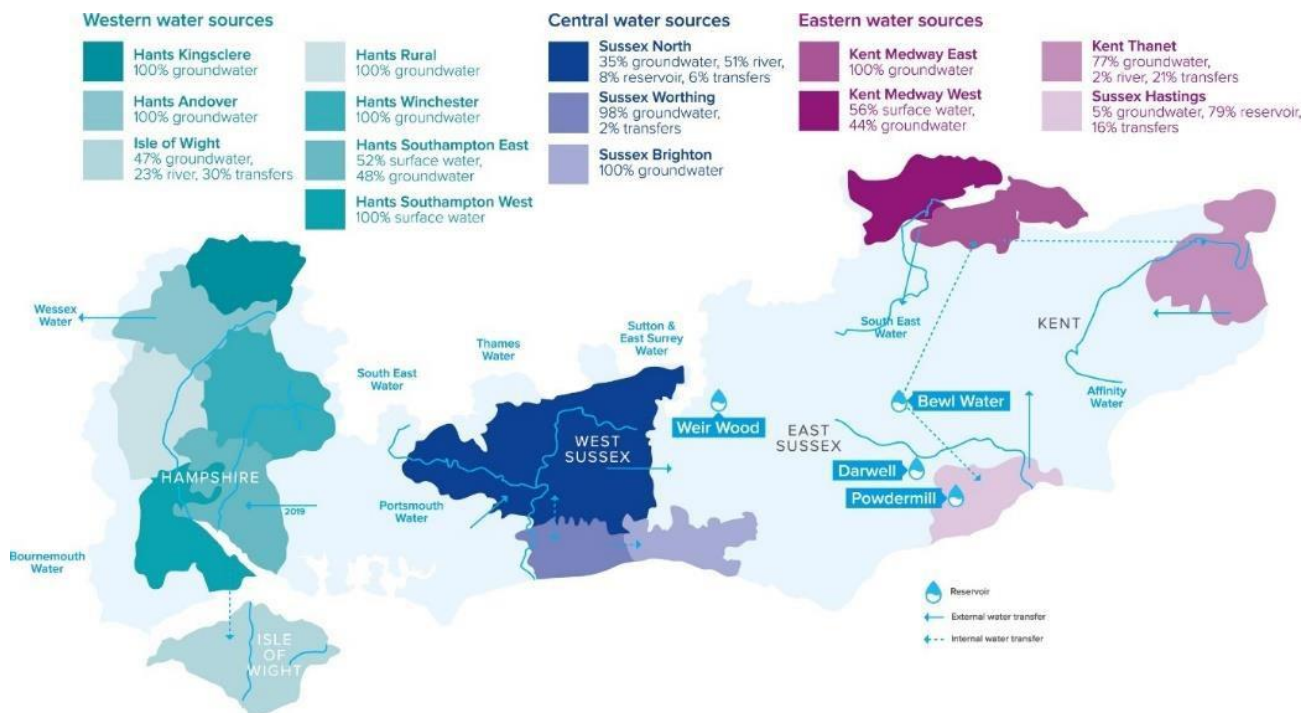 Western water sources
Hants Kingsclere
100% groundwater
Hants Andover
100% groundwater
Isle of Wight
47% groundwater,
23% river, 30% transfers
Hants Rural
100% groundwater
Hants Winchester
100% groundwater
Hants Southampton East
52% surface water,
48% groundwater
Hants Southampton West
100% surface water
Central water sources
Sussex North
35% groundwater, 51% river,
8% reservoir, 6% transfers
Sussex Worthing
98% groundwater,
2% transfers
Sussex Brighton
100% groundwater
Eastern water sources
Kent Medway East
100% groundwater
Kent Medway West
56% surface water,
44% groundwater
Kent Thanet
77% groundwater,
2% river, 21% transfers
Sussex Hastings
5% groundwater, 79% reservoir,
16% transfers
Wessex
Water
South East
Water
Thames
Water
Sutton &
East Surrey
Water
South East
Water
KENT
Affinity
Water
Weir Wood
Bewl Water
EAST
SUSSEX
Darwell
Powdermill
WEST
SUSSEX
HAMPSHIRE
2019
Portsmouth
Water
Bournemouth
Water
ISLE
OF
WIGHT
Reservoir
External water transfer
Internal water transfer